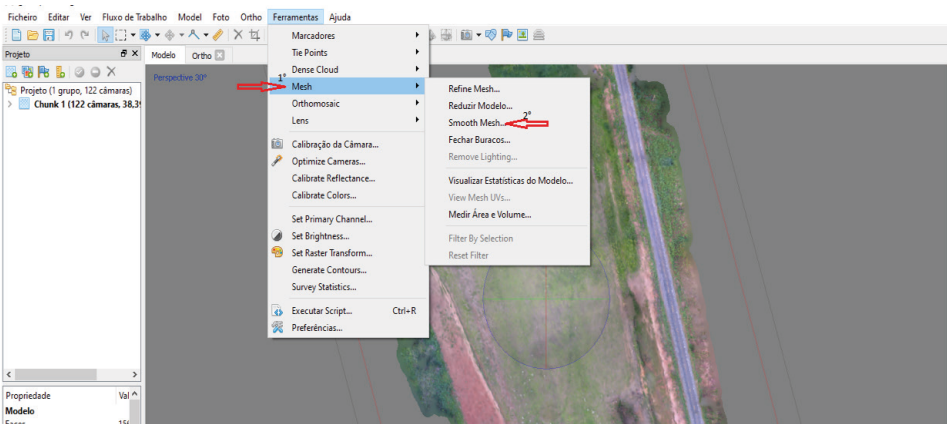 Ficheiro Editar Ver Fluxo de Trabalho Model Foto Ortho Ferramentas Ajuda
Projeto
Projeto (1 grupo, 122 câmaras)
Chunk 1 (122 câmaras, 38,3
Propriedade Val
Modelo
Modelo Ortho
Perspective 30°
Marcadores
Tie Points
Dense Cloud
1°
Mesh
Orthomosaic
Lens
Calibração da Câmara...
Optimize Cameras...
Calibrate Reflectance...
Calibrate Colors...
Set Primary Channel...
Set Brightness...
Set Raster Transform...
Generate Contours...
Survey Statistics...
Executar Script... Ctrl+R
Preferências...
Refine Mesh...
Reduzir Modelo...
2°
Smooth Mesh...
Fechar Buracos...
Remove Lighting...
Visualizar Estatísticas do Modelo...
View Mesh UVs...
Medir Área e Volume...
Filter By Selection
Reset Filter